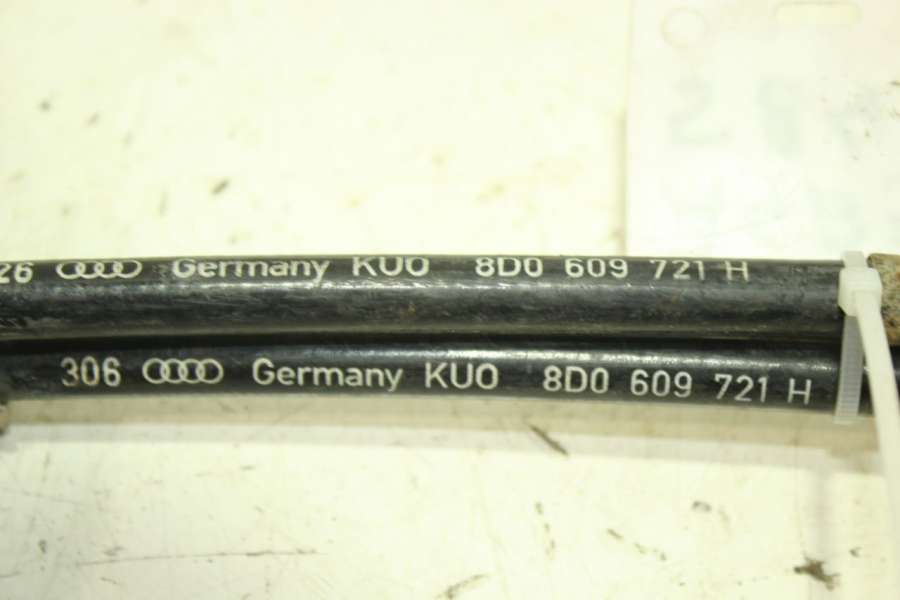 26 Germany KUO 8D0 609 721 H
306 Germany KUO 8D0 609 721 H